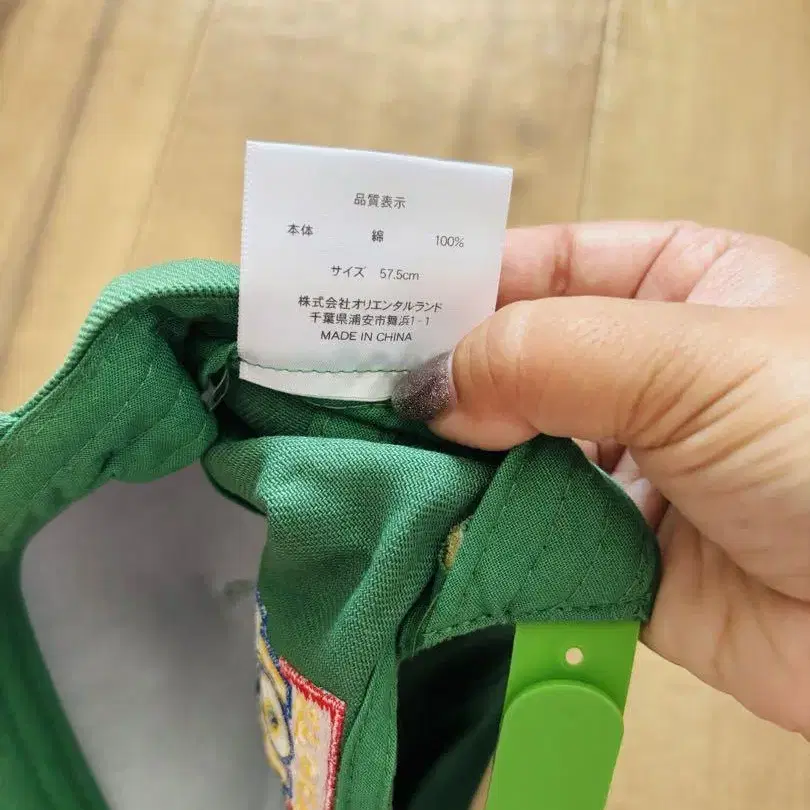 品質表示
本体 綿 100%
サイズ 57.5cm
株式会社オリエンタルランド
千葉県浦安市舞浜1-1
MADE IN CHINA